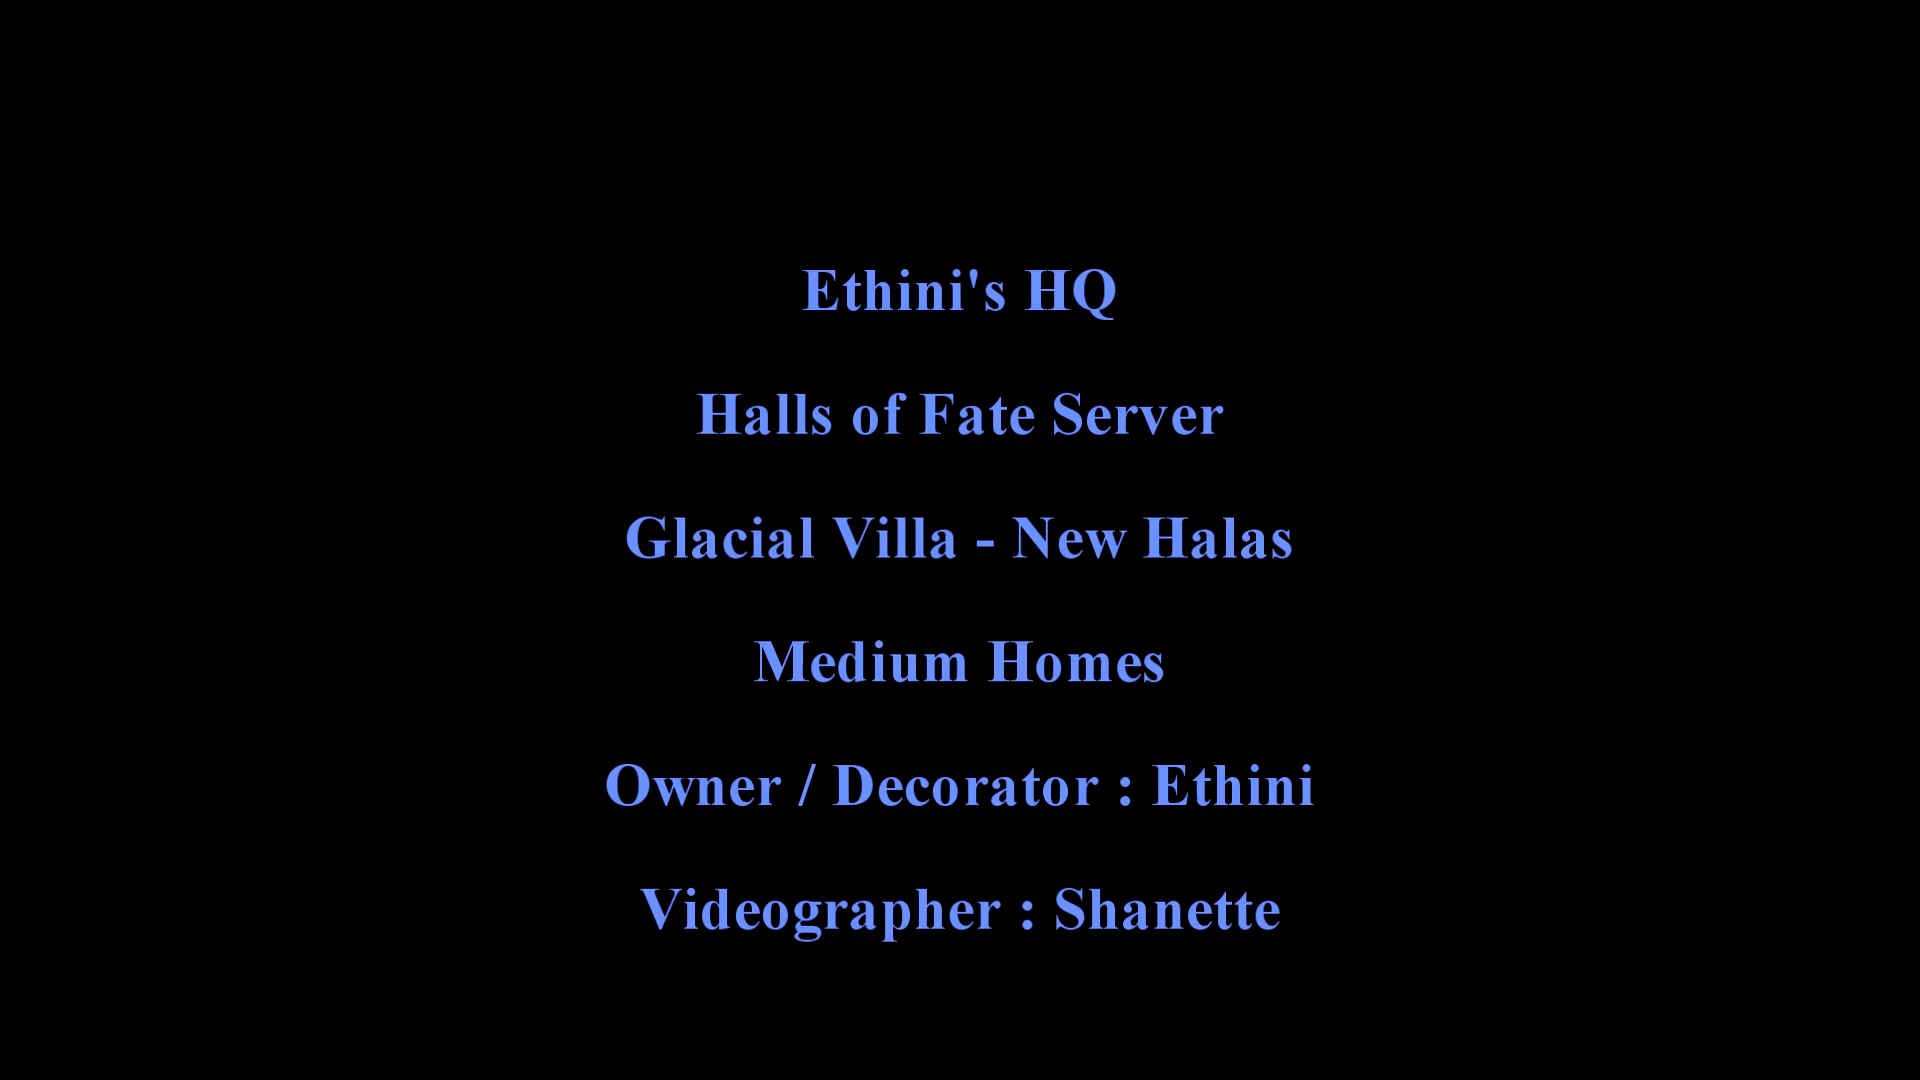 Ethini's HQ
Halls of Fate Server
Glacial Villa - New Halas
Medium Homes
Owner / Decorator : Ethini
Videographer : Shanette